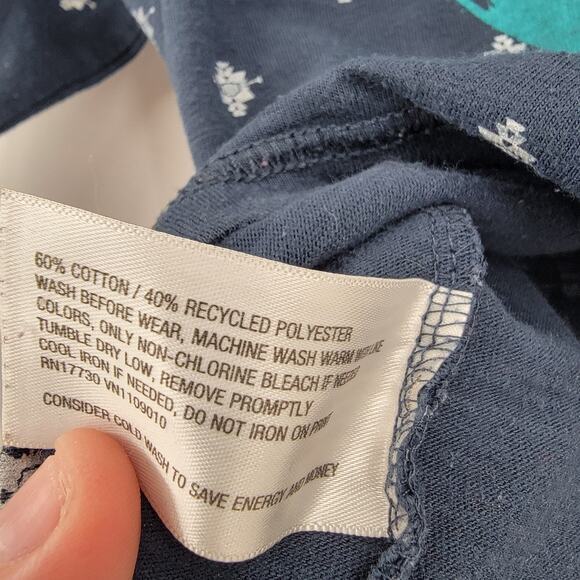 60% COTTON / 40% RECYCLED POLYESTER
WASH BEFORE WEAR, MACHINE WASH WARM WITH LIKE
COLORS, ONLY NON-CHLORINE BLEACH IF NEEDED
TUMBLE DRY LOW, REMOVE PROMPTLY
COOL IRON IF NEEDED, DO NOT IRON ON PRINT
RN17730 VN1109010
CONSIDER COLD WASH TO SAVE ENERGY AND MONEY